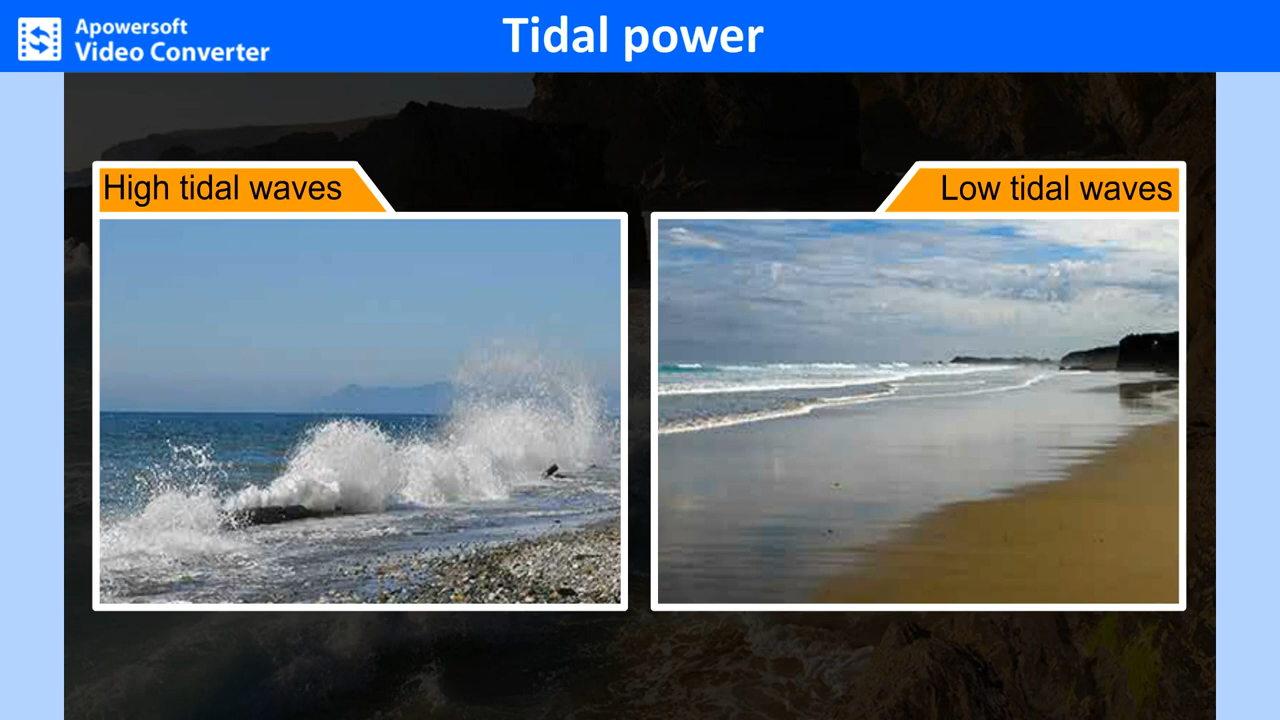 Apowersoft
Video Converter
Tidal power
High tidal waves
Low tidal waves